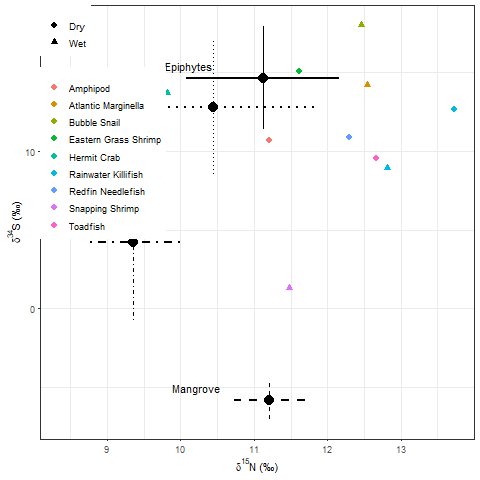 Dry
Wet
Epiphytes
Amphipod
Atlantic Marginella
Bubble Snail
Eastern Grass Shrimp
Hermit Crab
Rainwater Killifish
Redfin Needlefish
Snapping Shrimp
Toadfish
10
0
δ³⁴S (‰)
Mangrove
9 10 11 12 13
δ¹⁵N (‰)